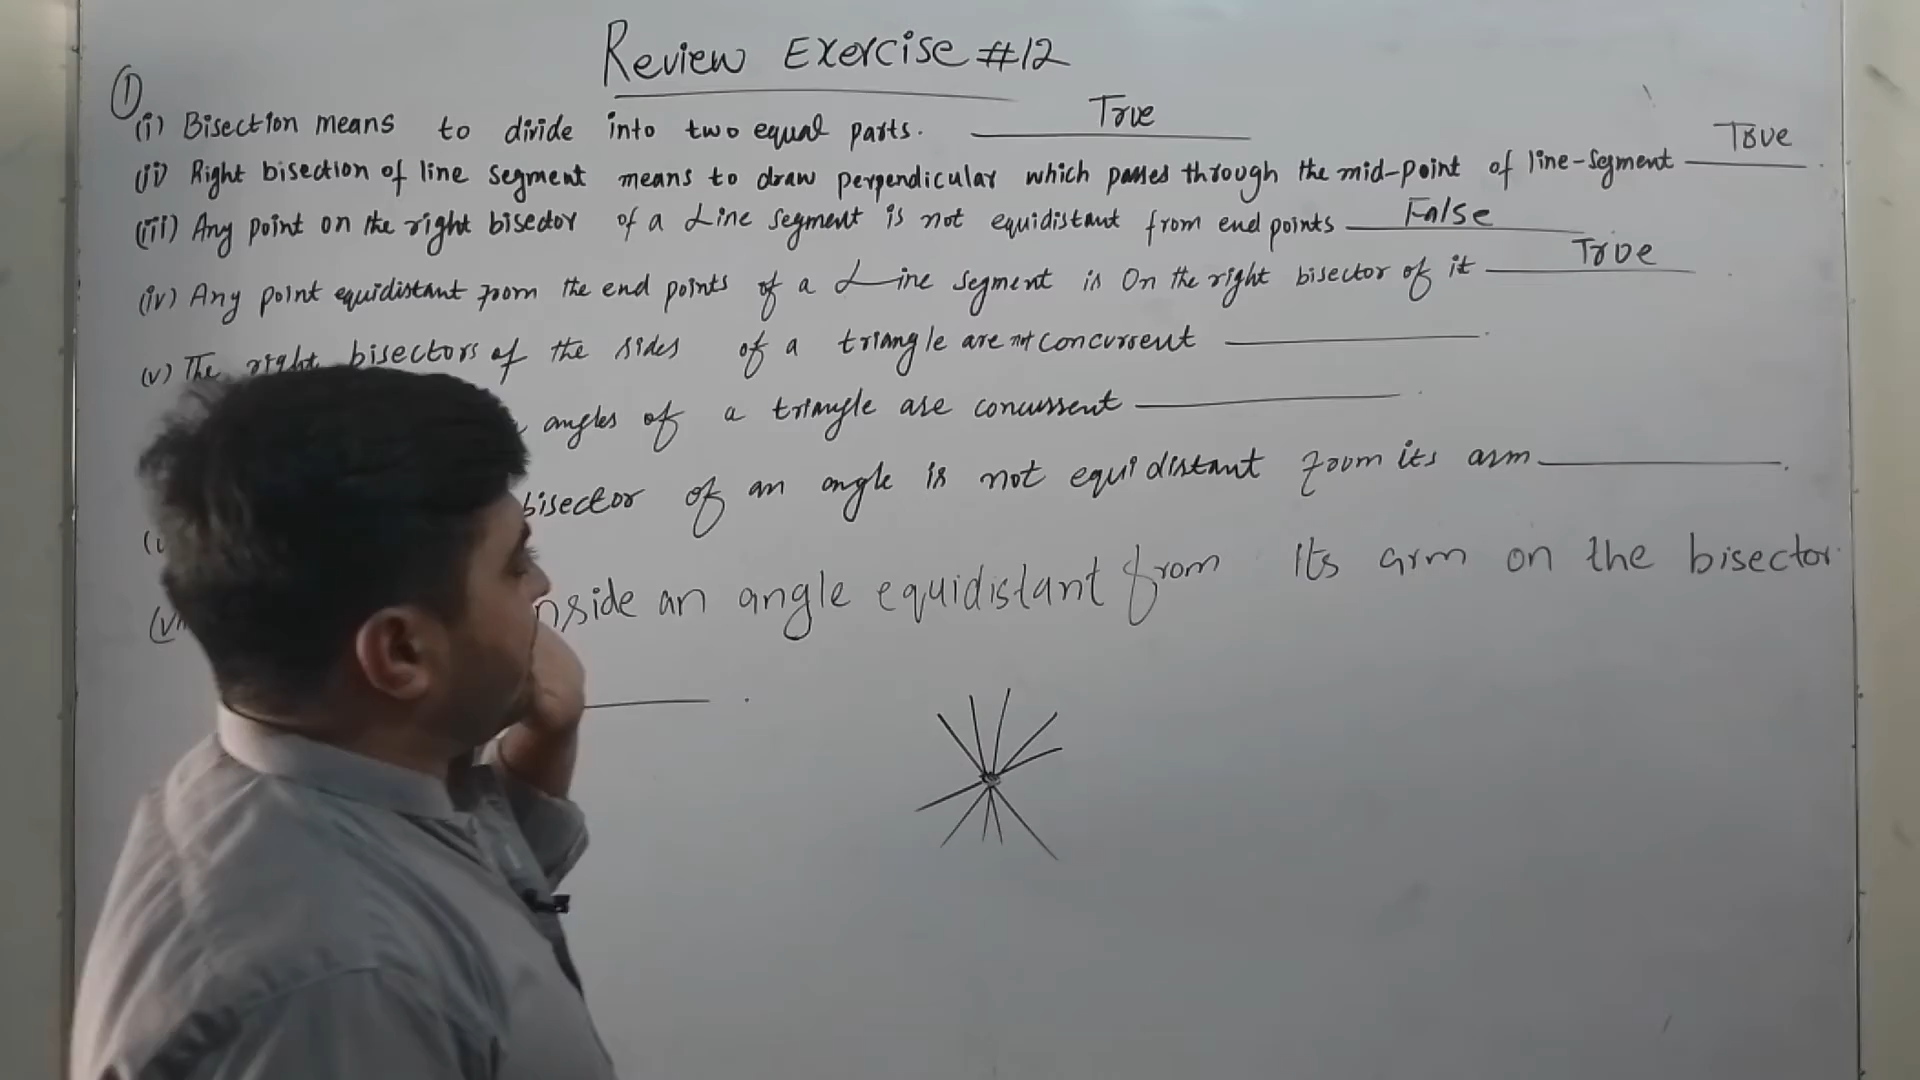 Review Exercise #12
①
(i) Bisection means to divide into two equal parts. True
(ii) Right bisection of line segment means to draw perpendicular which passes through the mid-point of line-segment True
(iii) Any point on the right bisector of a Line segment is not equidistant from end points False
(iv) Any point equidistant from the end points of a Line segment is on the right bisector of it True
(v) The right bisectors of the sides of a triangle are not concurrent
angles of a triangle are concurrent
bisector of an angle is not equidistant from its arm
inside an angle equidistant from its arm on the bisector